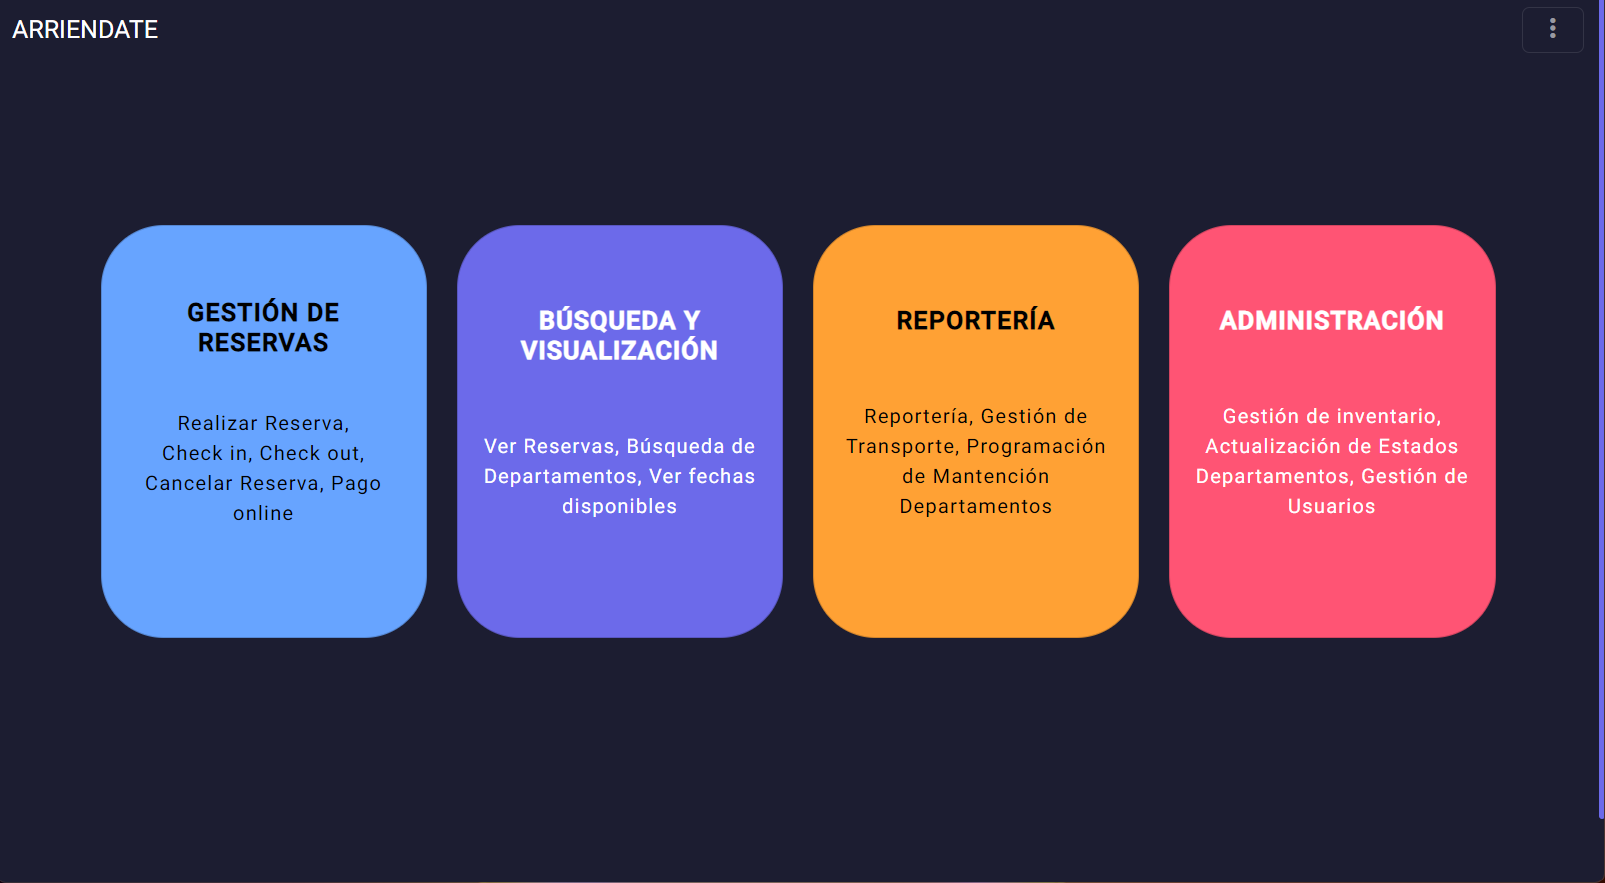 ARRIENDATE
GESTIÓN DE
RESERVAS
Realizar Reserva,
Check in, Check out,
Cancelar Reserva, Pago
online
BÚSQUEDA Y
VISUALIZACIÓN
Ver Reservas, Búsqueda de
Departamentos, Ver fechas
disponibles
REPORTERÍA
Reportería, Gestión de
Transporte, Programación
de Mantención
Departamentos
ADMINISTRACIÓN
Gestión de inventario,
Actualización de Estados
Departamentos, Gestión de
Usuarios